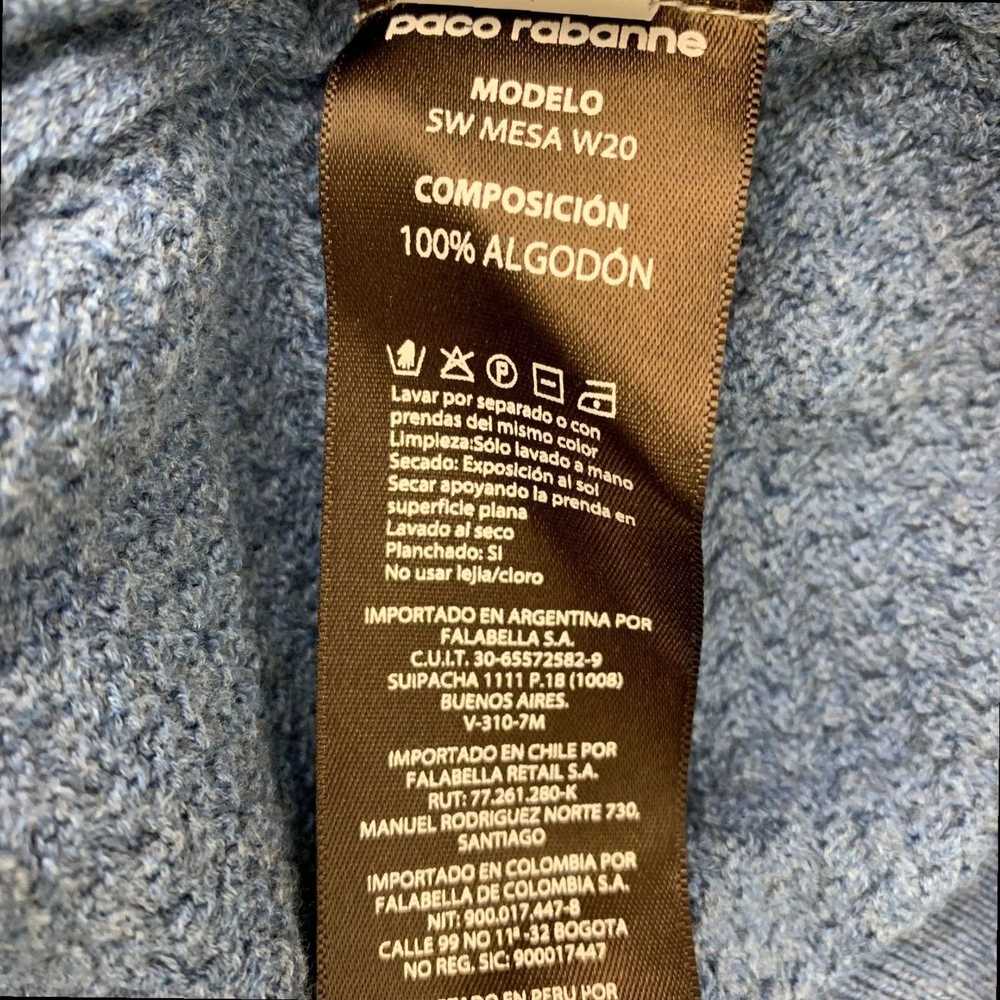 paco rabanne
MODELO
SW MESA W20
COMPOSICIÓN
100% ALGODÓN
P
Lavar por separado o con
prendas del mismo color
Limpieza:Sólo lavado a mano
Secado: Exposición al sol
Secar apoyando la prenda en
superficie plana
Lavado al seco
Planchado: Si
No usar lejia/cloro
IMPORTADO EN ARGENTINA POR
FALABELLA S.A.
C.U.I.T. 30-65572582-9
SUIPACHA 1111 P.18 (1008)
BUENOS AIRES.
V-310-7M
IMPORTADO EN CHILE POR
FALABELLA RETAIL S.A.
RUT: 77.261.280-K
MANUEL RODRIGUEZ NORTE 730,
SANTIAGO
IMPORTADO EN COLOMBIA POR
FALABELLA DE COLOMBIA S.A.
NIT: 900.017.447-8
CALLE 99 NO 11ª-32 BOGOTA
NO REG. SIC: 900017447
EN PERU POR